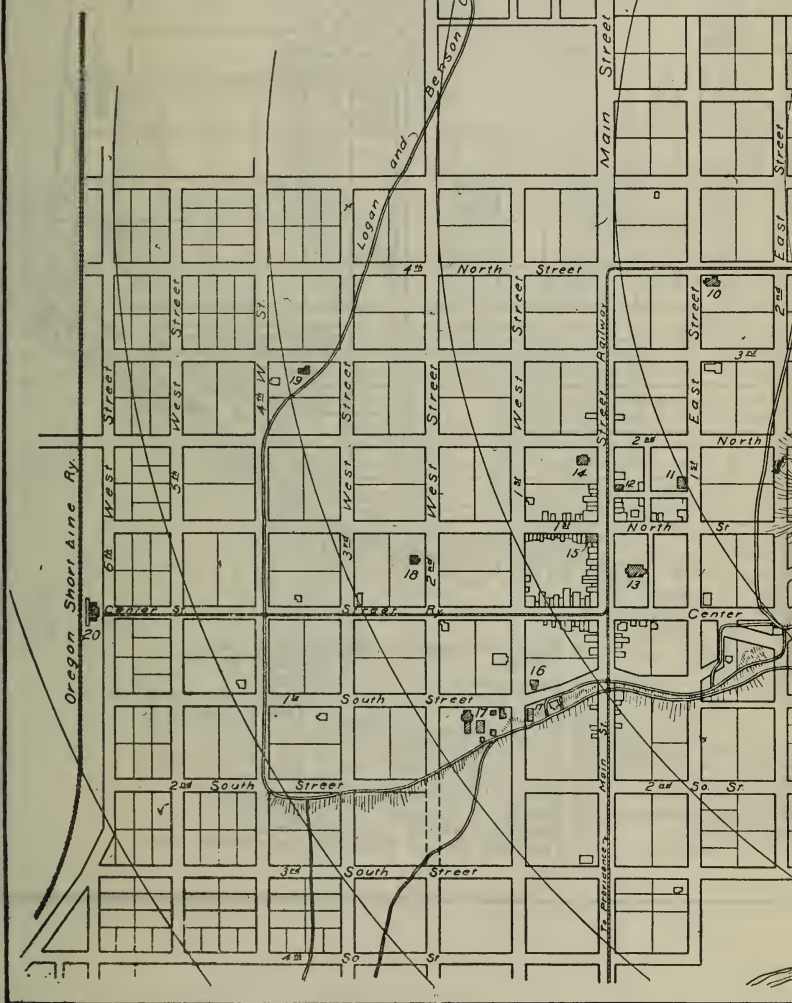 Logan and Benson C
Main Street
East Street
4th North Street
10
2nd
Street
West
St.
4th W
Street
West
Street
Street
West
Street
West
Street Railway
Street
East
3rd
19
5th
6th
West
3rd
West
2nd
West
1st
1st
2nd North
14
12
11
1st
North St
15
13
18
Oregon Short Line Ry.
20
Center St
Street Ry.
Center
16
1st South Street
17
17
Main St.
2nd South Street
2nd So. St.
3rd South Street
To Providence
4th So St